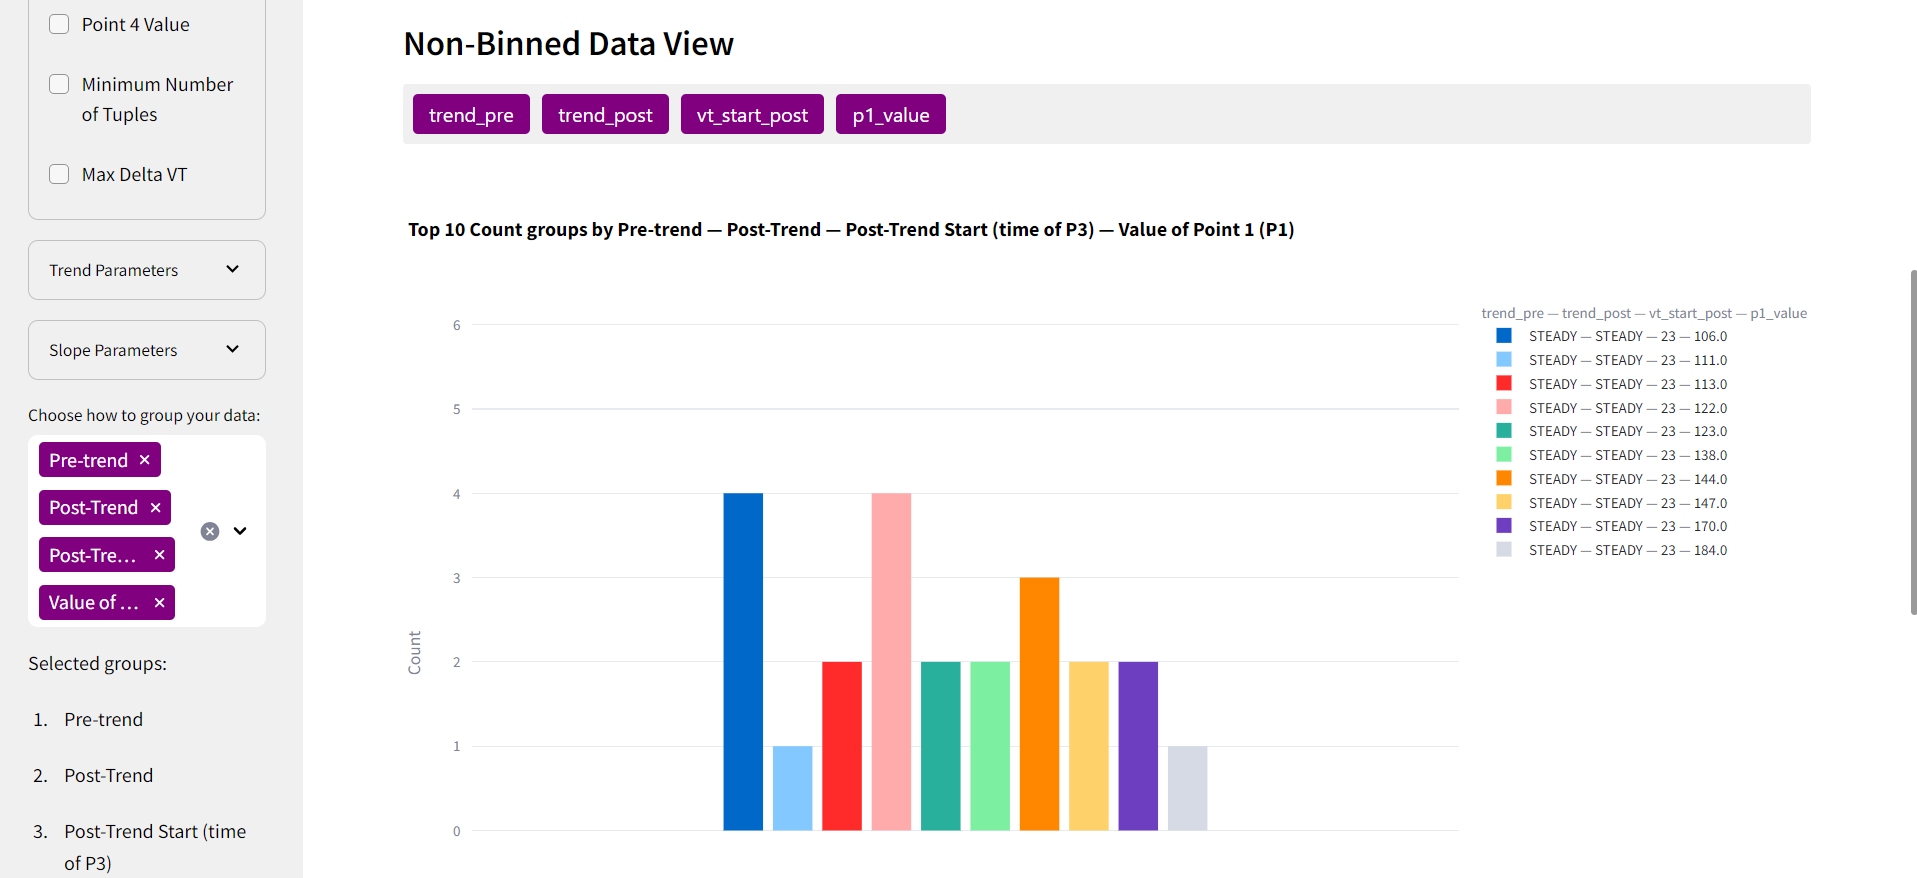 Point 4 Value
Minimum Number
of Tuples
Max Delta VT
Trend Parameters
Slope Parameters
Choose how to group your data:
Pre-trend ×
Post-Trend ×
Post-Tre... ×
Value of ... ×
Selected groups:
1. Pre-trend
2. Post-Trend
3. Post-Trend Start (time
of P3)
Non-Binned Data View
trend_pre
trend_post
vt_start_post
p1_value
Top 10 Count groups by Pre-trend — Post-Trend — Post-Trend Start (time of P3) — Value of Point 1 (P1)
6
5
4
3
2
1
0
Count
trend_pre — trend_post — vt_start_post — p1_value
STEADY — STEADY — 23 — 106.0
STEADY — STEADY — 23 — 111.0
STEADY — STEADY — 23 — 113.0
STEADY — STEADY — 23 — 122.0
STEADY — STEADY — 23 — 123.0
STEADY — STEADY — 23 — 138.0
STEADY — STEADY — 23 — 144.0
STEADY — STEADY — 23 — 147.0
STEADY — STEADY — 23 — 170.0
STEADY — STEADY — 23 — 184.0